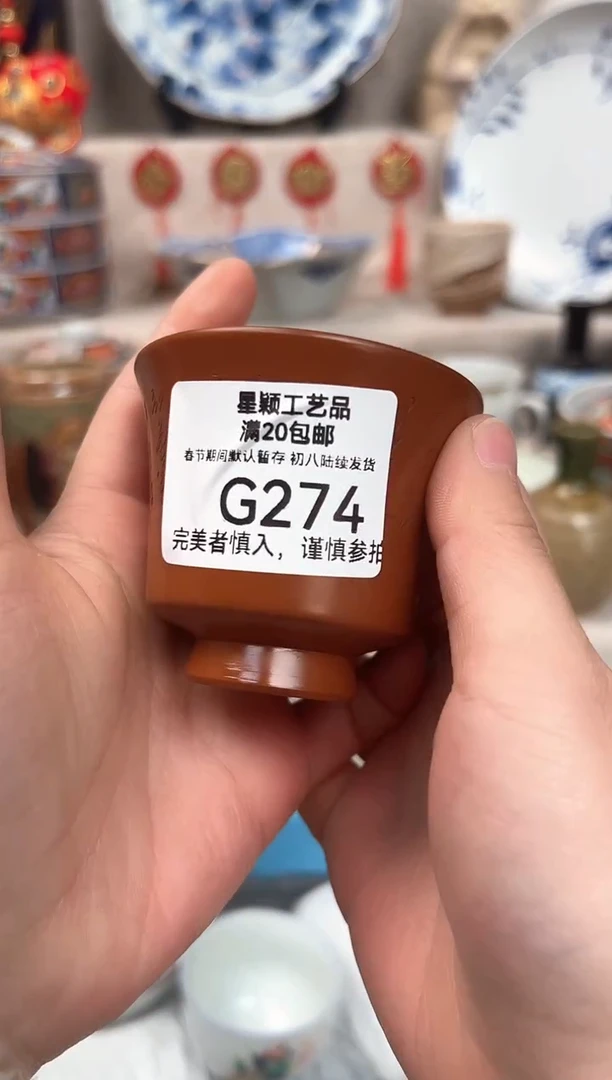 星颖工艺品
满20包邮
春节期间默认暂存 初八陆续发货
G274
完美者慎入，谨慎参拍